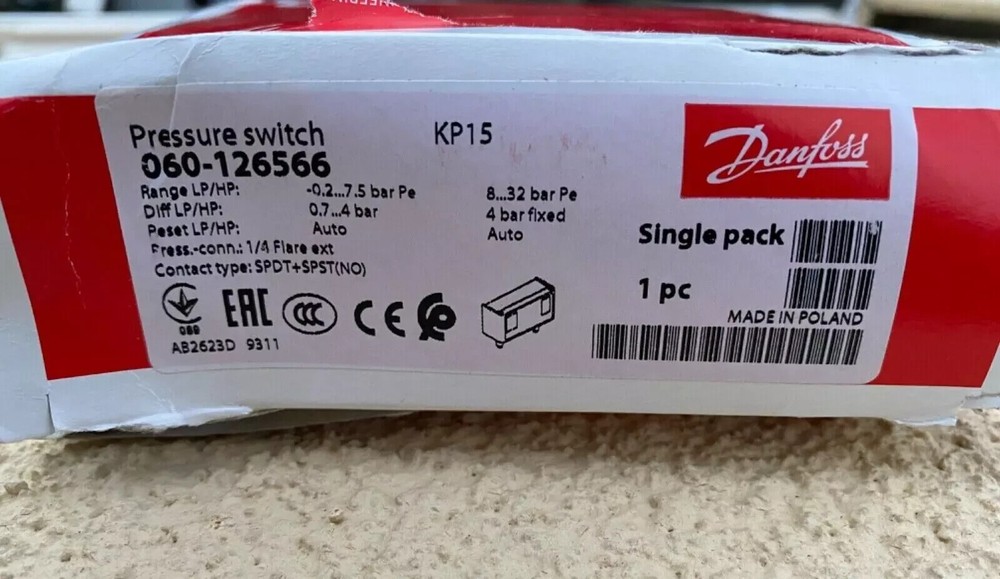 Pressure switch KP15
060-126566
Range LP/HP: -0.2...7.5 bar Pe 8...32 bar Pe
Diff LP/HP: 0.7...4 bar 4 bar fixed
Reset LP/HP: Auto Auto
Press.-conn.: 1/4 Flare ext
Contact type: SPDT+SPST(NO)
Danfoss
Single pack
1 pc
MADE IN POLAND
EAC CCC CE
AB2623D 9311